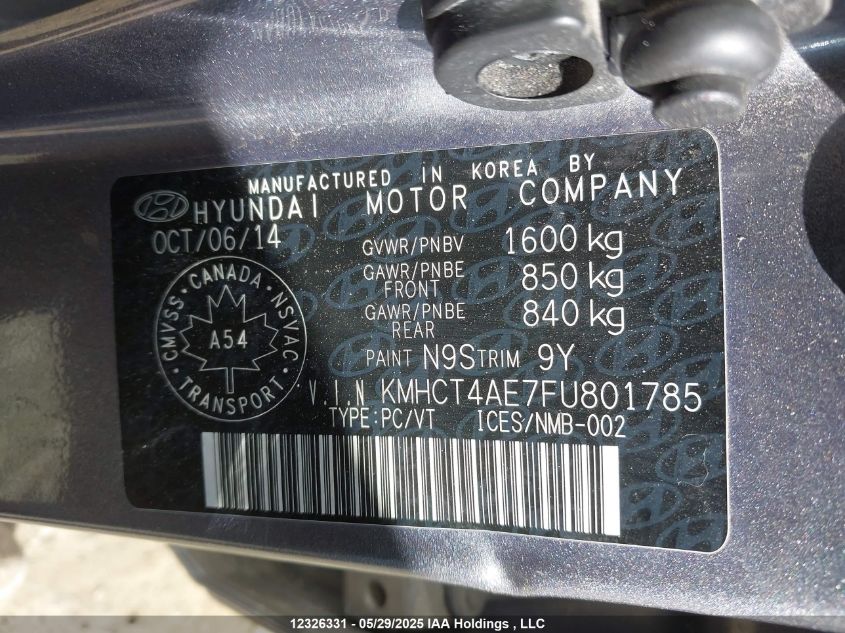 MANUFACTURED IN KOREA BY
HYUNDAI MOTOR COMPANY
OCT/06/14
GVWR/PNBV 1600 kg
GAWR/PNBE FRONT 850 kg
GAWR/PNBE REAR 840 kg
CANADA · NSVAC · TRANSPORT · CMVSS
A54
PAINT N9S TRIM 9Y
V.I.N KMHCT4AE7FU801785
TYPE:PC/VT ICES/NMB-002
12326331 - 05/29/2025 IAA Holdings , LLC